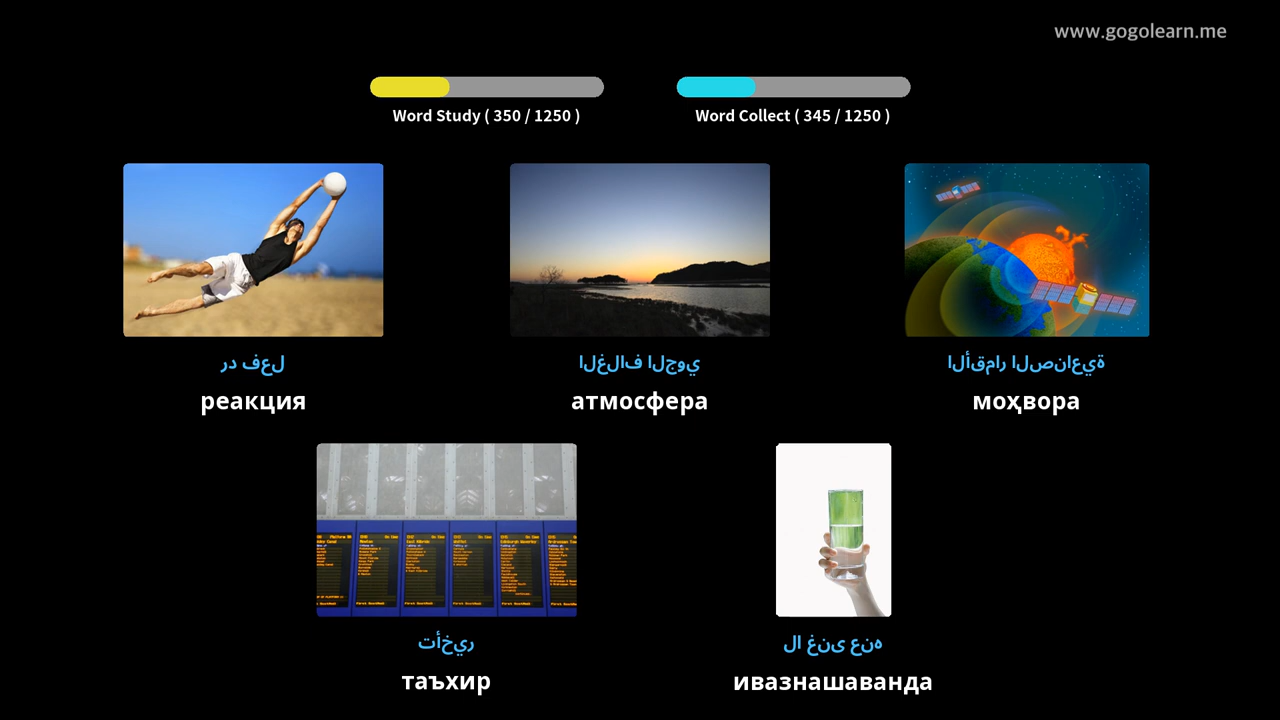 www.gogolearn.me
Word Study ( 350 / 1250 )
Word Collect ( 345 / 1250 )
رد فعل
реакция
الغلاف الجوي
атмосфера
الأقمار الصناعية
моҳвора
تأخير
таъхир
لا غنى عنه
ивазнашаванда